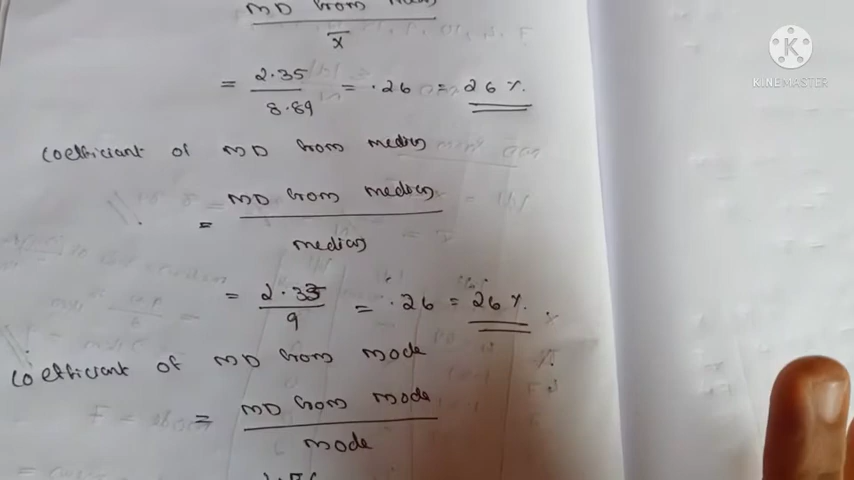 MD from mean
x̄
= 2.35 / 8.89 = .26 = 26 %.
Coefficient of MD from median
= MD from median
median
= 2.33 / 9 = .26 = 26 %.
Coefficient of MD from mode
= MD from mode
mode
KINEMASTER